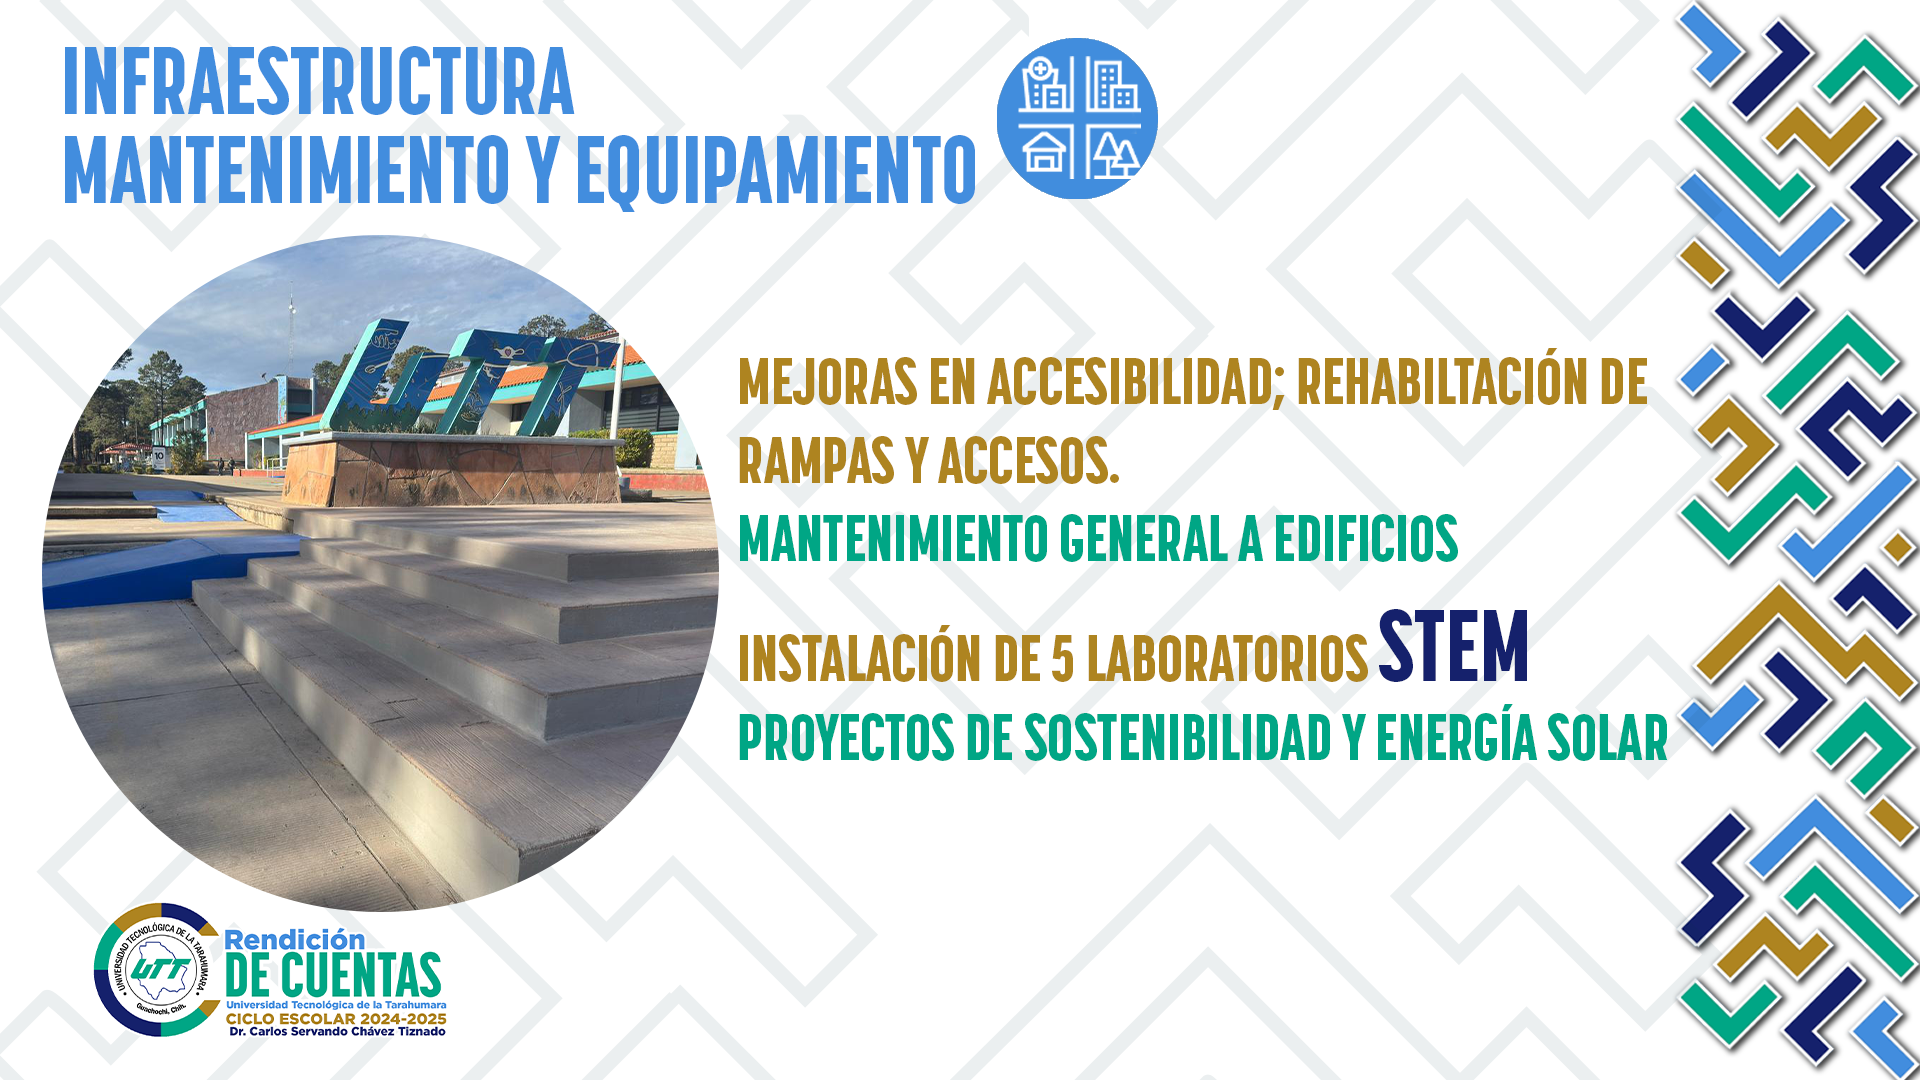 INFRAESTRUCTURA
MANTENIMIENTO Y EQUIPAMIENTO
UTT
10
MEJORAS EN ACCESIBILIDAD; REHABILTACIÓN DE
RAMPAS Y ACCESOS.
MANTENIMIENTO GENERAL A EDIFICIOS
INSTALACIÓN DE 5 LABORATORIOS STEM
PROYECTOS DE SOSTENIBILIDAD Y ENERGÍA SOLAR
UNIVERSIDAD TECNOLÓGICA DE LA TARAHUMARA
UTT
Guachochi, Chih.
Rendición
DE CUENTAS
Universidad Tecnológica de la Tarahumara
CICLO ESCOLAR 2024-2025
Dr. Carlos Servando Chávez Tiznado